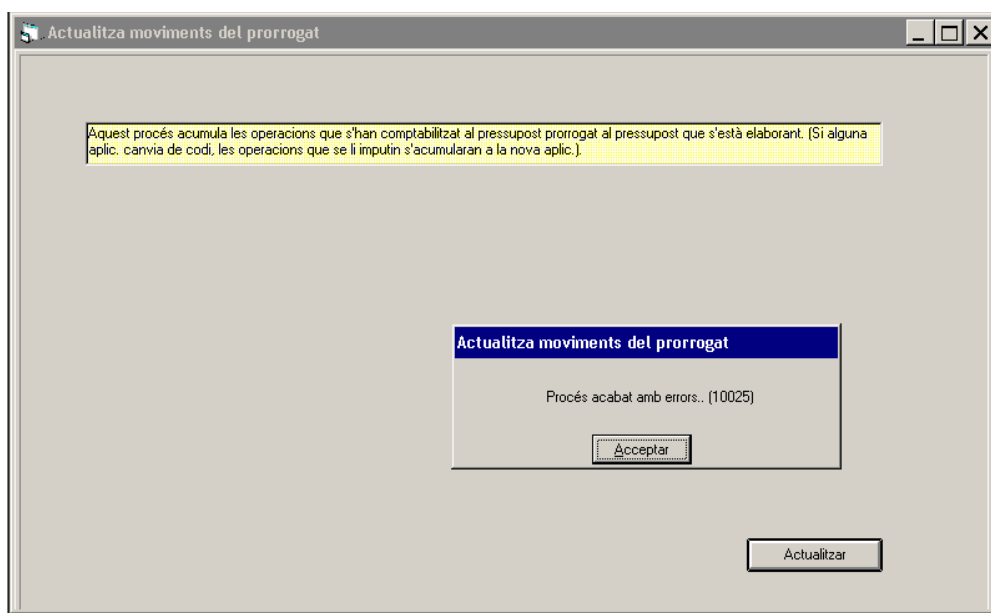 Actualitza moviments del prorrogat
Aquest procés acumula les operacions que s'han comptabilitzat al pressupost prorrogat al pressupost que s'està elaborant. (Si alguna
aplic. canvia de codi, les operacions que se li imputin s'acumularan a la nova aplic.).
Actualitza moviments del prorrogat
Procés acabat amb errors.. (10025)
Acceptar
Actualitzar